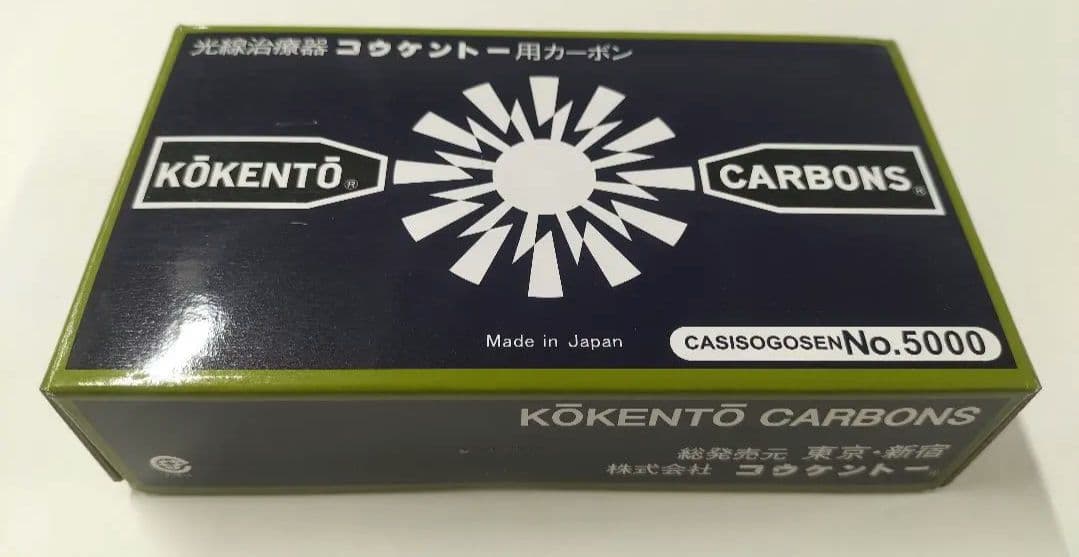 光線治療器 コウケントー用カーボン
KŌKENTŌ®
CARBONS®
Made in Japan
CASISOGOSEN No.5000
KŌKENTŌ CARBONS
総発売元 東京・新宿
株式会社 コウケントー®